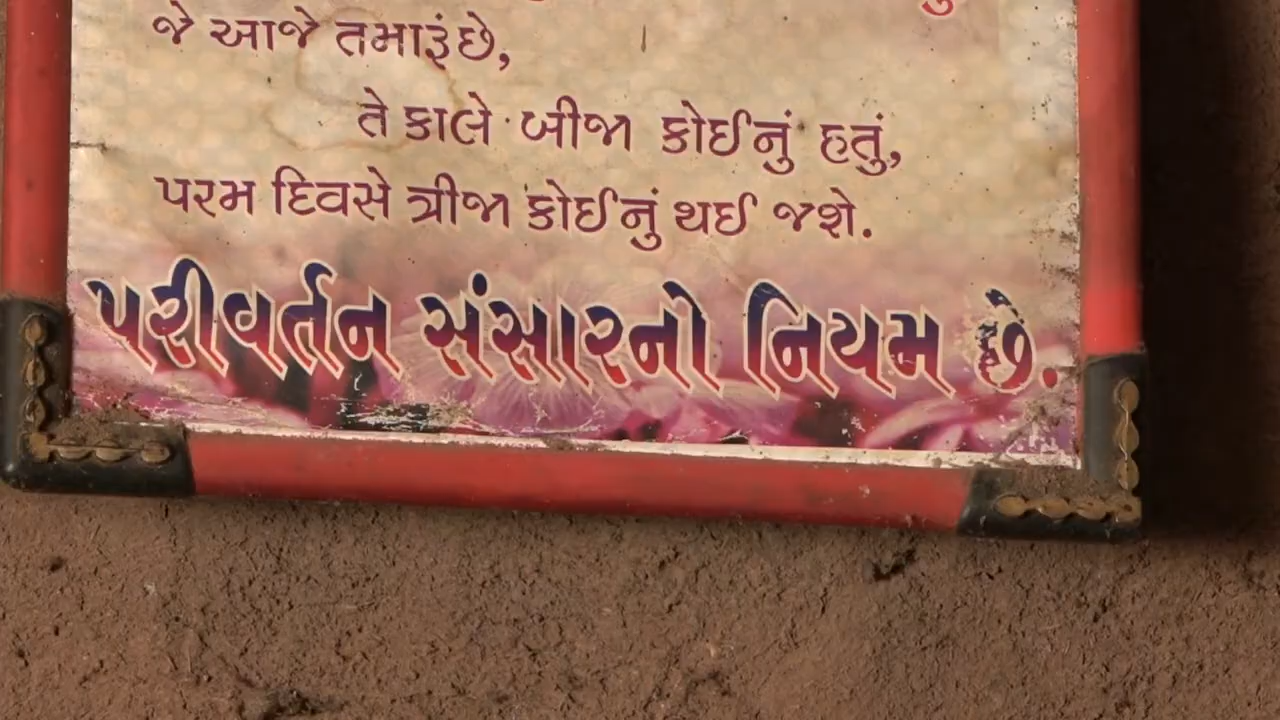 જે આજે તમારૂં છે,
તે કાલે બીજા કોઈનું હતું,
પરમ દિવસે ત્રીજા કોઈનું થઈ જશે.
પરીવર્તન સંસારનો નિયમ છે.